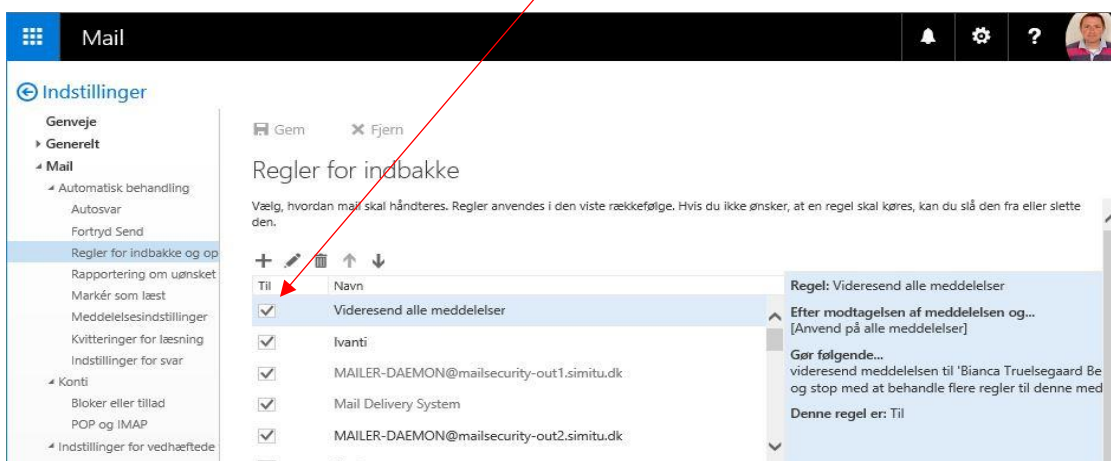 Mail
?
Indstillinger
Genveje
Generelt
Mail
Automatisk behandling
Autosvar
Fortryd Send
Regler for indbakke og op
Rapportering om uønsket
Markér som læst
Meddelelsesindstillinger
Kvitteringer for læsning
Indstillinger for svar
Konti
Bloker eller tillad
POP og IMAP
Indstillinger for vedhæftede
Gem Fjern
Regler for indbakke
Vælg, hvordan mail skal håndteres. Regler anvendes i den viste rækkefølge. Hvis du ikke ønsker, at en regel skal køres, kan du slå den fra eller slette
den.
Til Navn
Videresend alle meddelelser
Ivanti
MAILER-DAEMON@mailsecurity-out1.simitu.dk
Mail Delivery System
MAILER-DAEMON@mailsecurity-out2.simitu.dk
Regel: Videresend alle meddelelser
Efter modtagelsen af meddelelsen og...
[Anvend på alle meddelelser]
Gør følgende...
videresend meddelelsen til 'Bianca Truelsegaard Be
og stop med at behandle flere regler til denne med
Denne regel er: Til